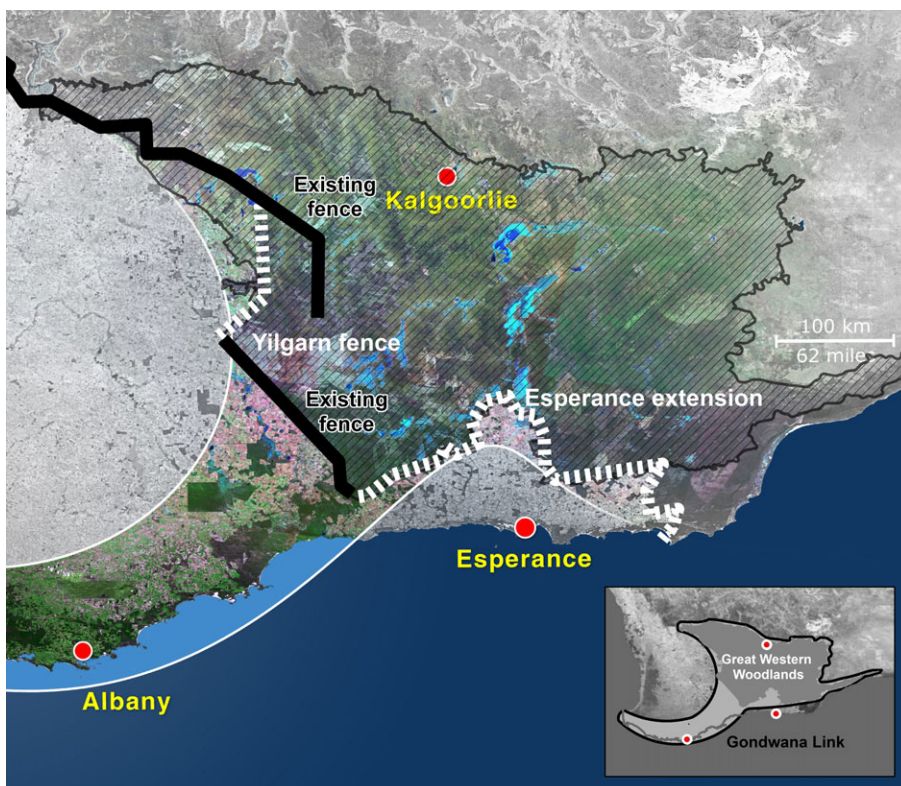 Existing
fence
Kalgoorlie
100 km
62 mile
Yilgarn fence
Existing
fence
Esperance extension
Esperance
Albany
Great Western
Woodlands
Gondwana Link